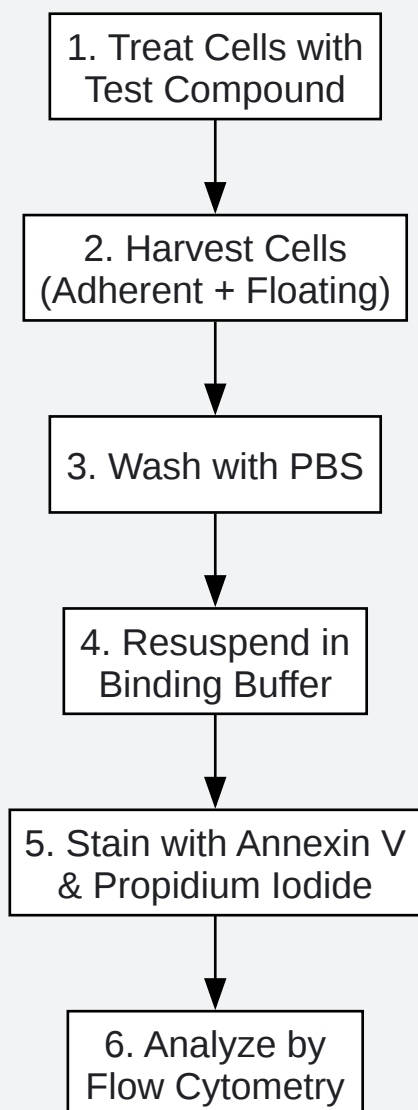 1. Treat Cells with
Test Compound
2. Harvest Cells
(Adherent + Floating)
3. Wash with PBS
4. Resuspend in
Binding Buffer
5. Stain with Annexin V
& Propidium Iodide
6. Analyze by
Flow Cytometry